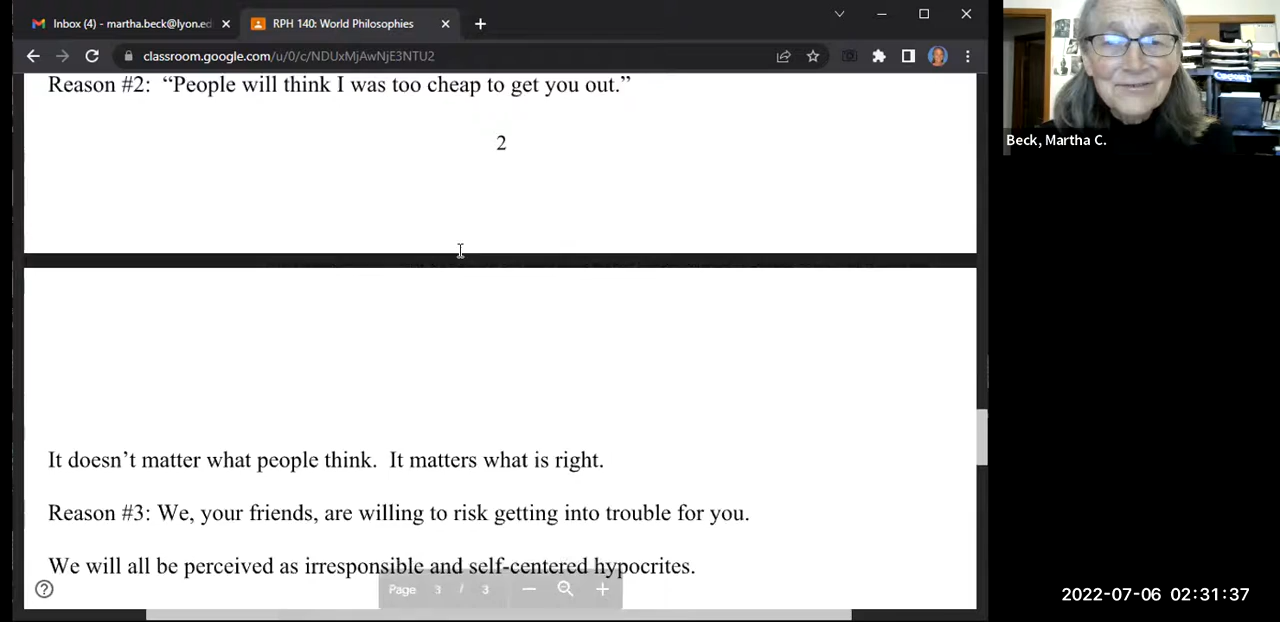 Inbox (4) - martha.beck@lyon.ed
RPH 140: World Philosophies
classroom.google.com/u/0/c/NDUxMjAwNjE3NTU2
Beck, Martha C.
Reason #2:  “People will think I was too cheap to get you out.”
2
It doesn’t matter what people think.  It matters what is right.
Reason #3: We, your friends, are willing to risk getting into trouble for you.
We will all be perceived as irresponsible and self-centered hypocrites.
Page 3 / 3
2022-07-06 02:31:37